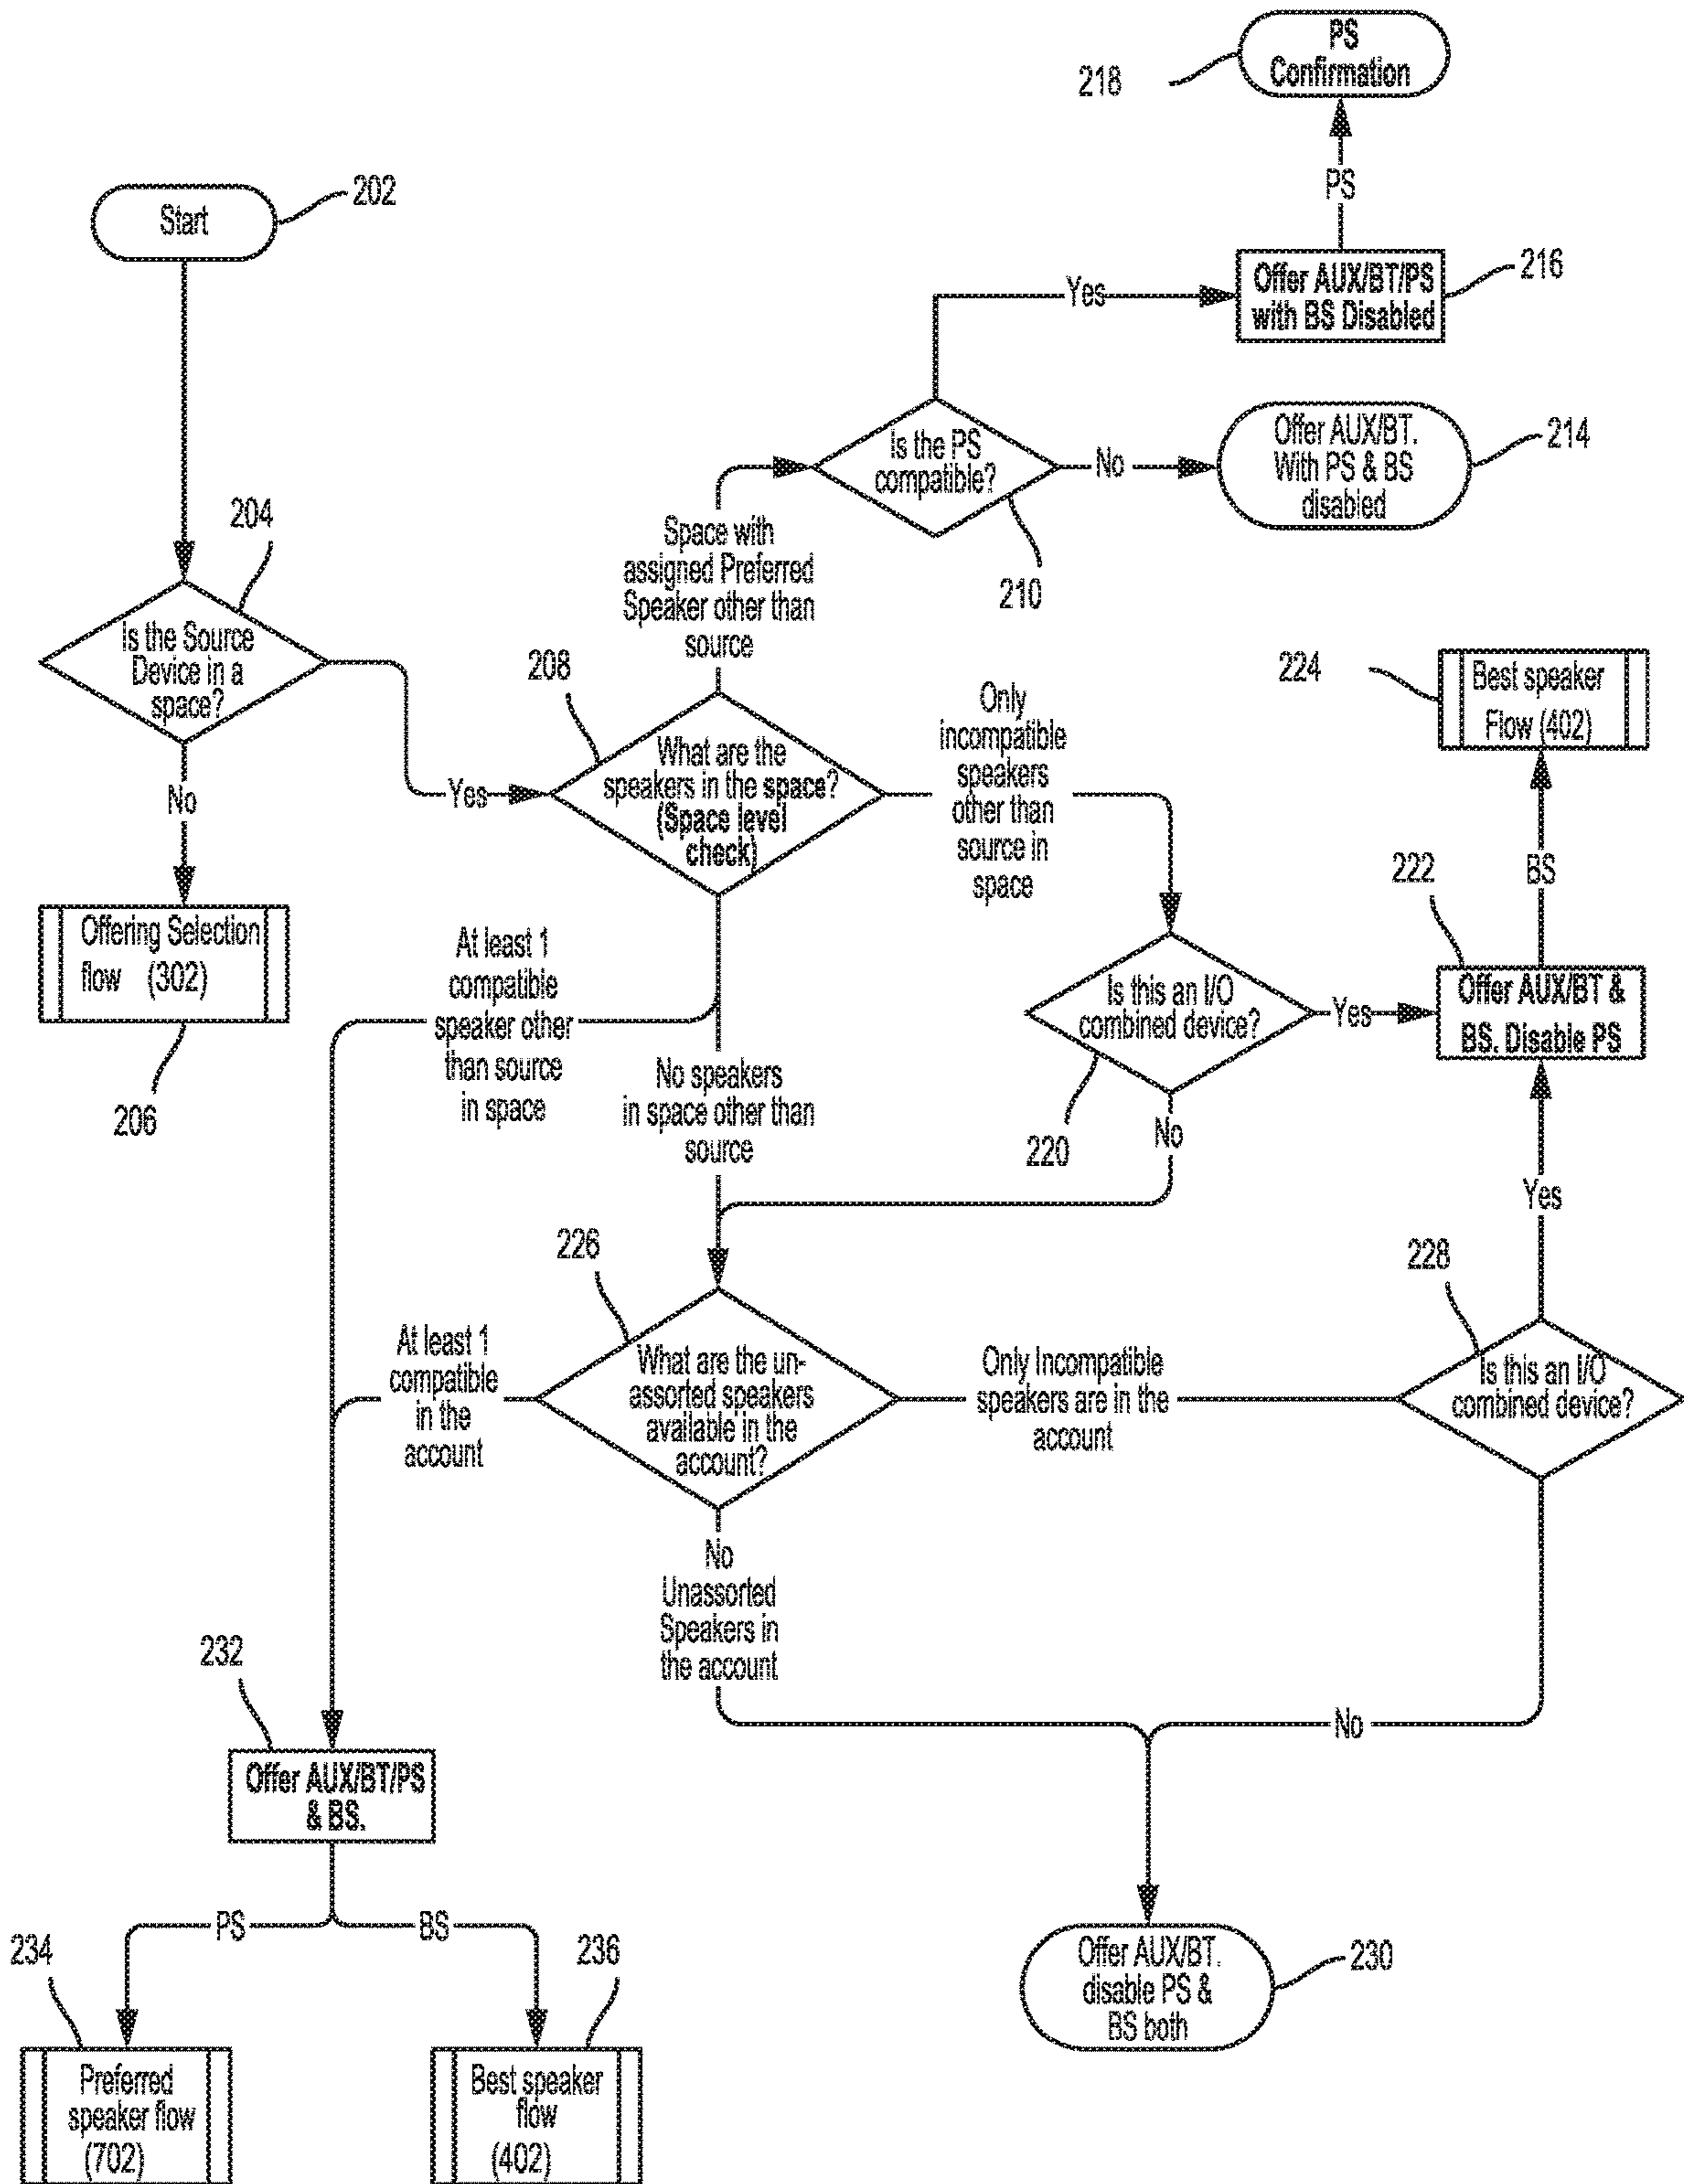 PS
Confirmation
218
PS
Start
202
Offer AUX/BT/PS
with BS Disabled
216
Yes
is the PS
compatible?
No
210
Offer AUX/BT.
With PS & BS
disabled
214
204
is the Source
Device in a
space?
No
Yes
Offering Selection
flow (302)
206
Space with
assigned Preferred
Speaker other than
source
208
What are the
speakers in the space?
(Space level
check)
Only
incompatible
speakers
other than
source in
space
224
Best speaker
Flow (402)
BS
222
Offer AUX/BT &
BS. Disable PS
Is this an I/O
combined device?
Yes
220
No
At least 1
compatible
speaker other
than source
in space
No speakers
in space other than
source
Yes
226
What are the un-
assorted speakers
available in the
account?
At least 1
compatible
in the
account
Only Incompatible
speakers are in the
account
228
Is this an I/O
combined device?
No
Unassorted
Speakers in
the account
No
232
Offer AUX/BT/PS
& BS.
PS
BS
234
Preferred
speaker flow
(702)
236
Best speaker
flow
(402)
Offer AUX/BT.
disable PS &
BS both
230